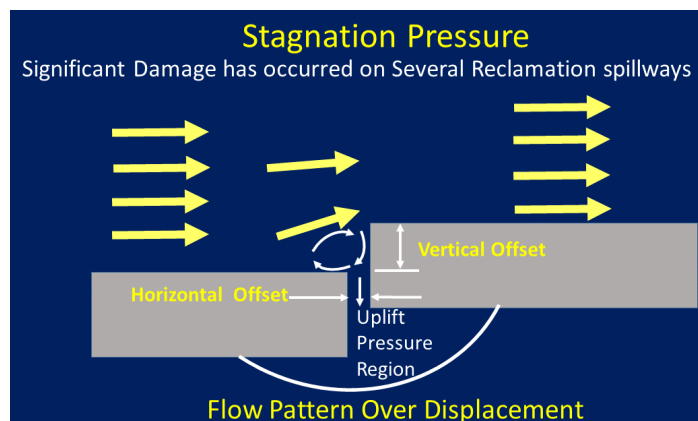 Stagnation Pressure
Significant Damage has occurred on Several Reclamation spillways
Vertical Offset
Horizontal Offset
Uplift
Pressure
Region
Flow Pattern Over Displacement